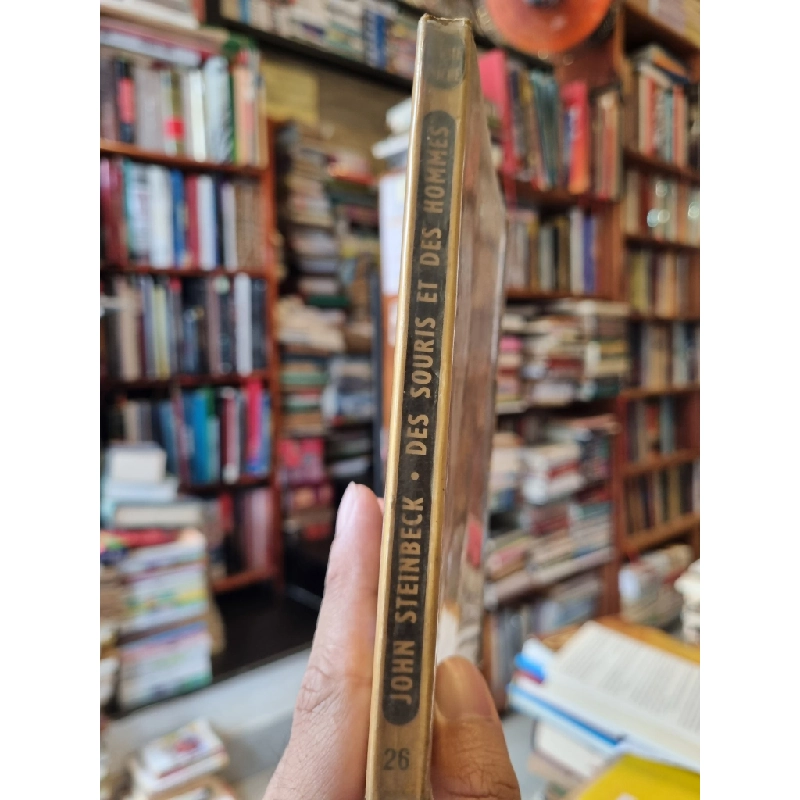 JOHN STEINBECK • DES SOURIS ET DES HOMMES
26